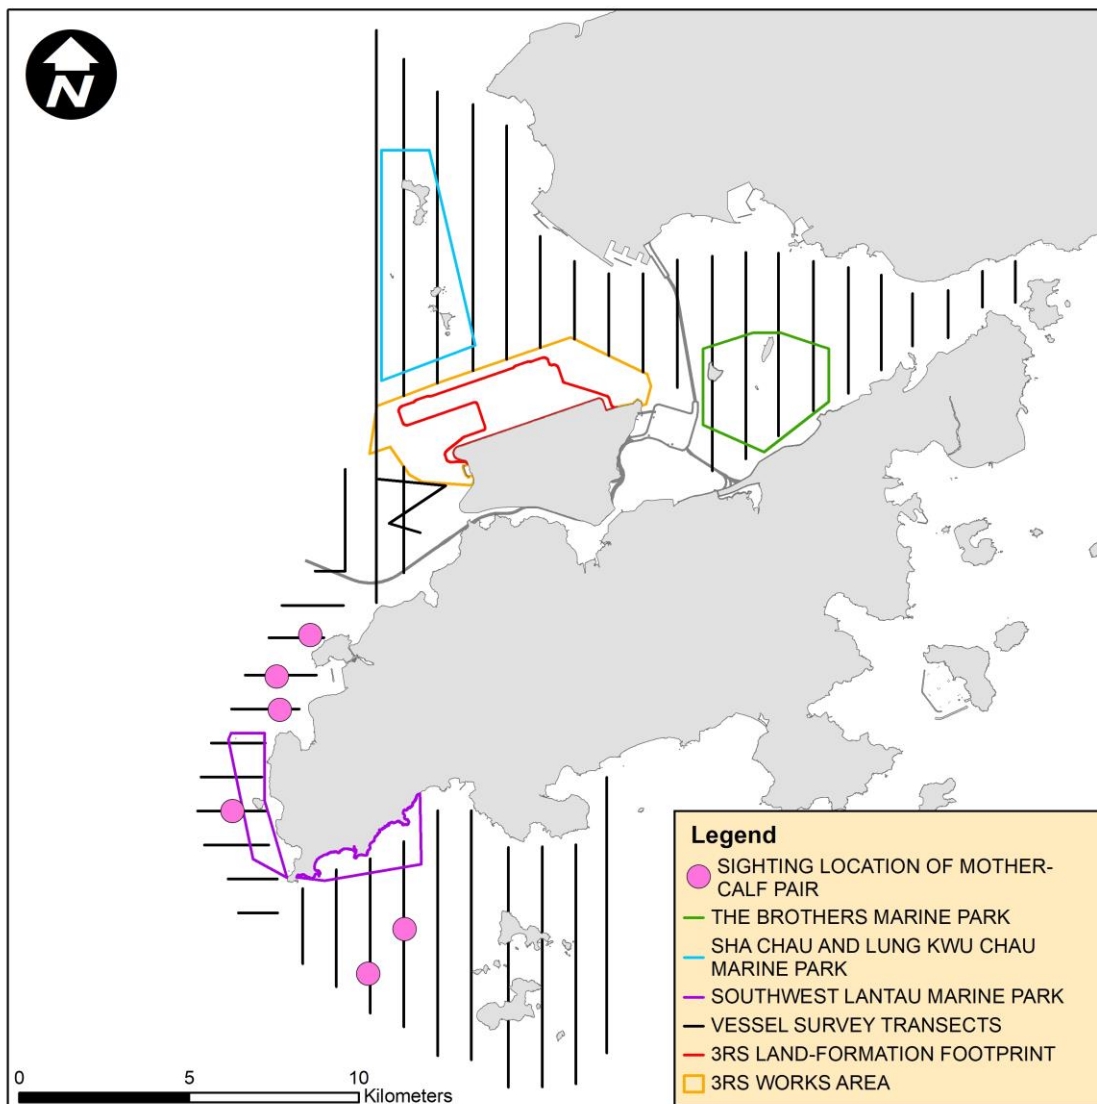 N
Legend
SIGHTING LOCATION OF MOTHER-
CALF PAIR
THE BROTHERS MARINE PARK
SHA CHAU AND LUNG KWU CHAU
MARINE PARK
SOUTHWEST LANTAU MARINE PARK
VESSEL SURVEY TRANSECTS
3RS LAND-FORMATION FOOTPRINT
3RS WORKS AREA
0 5 10
Kilometers